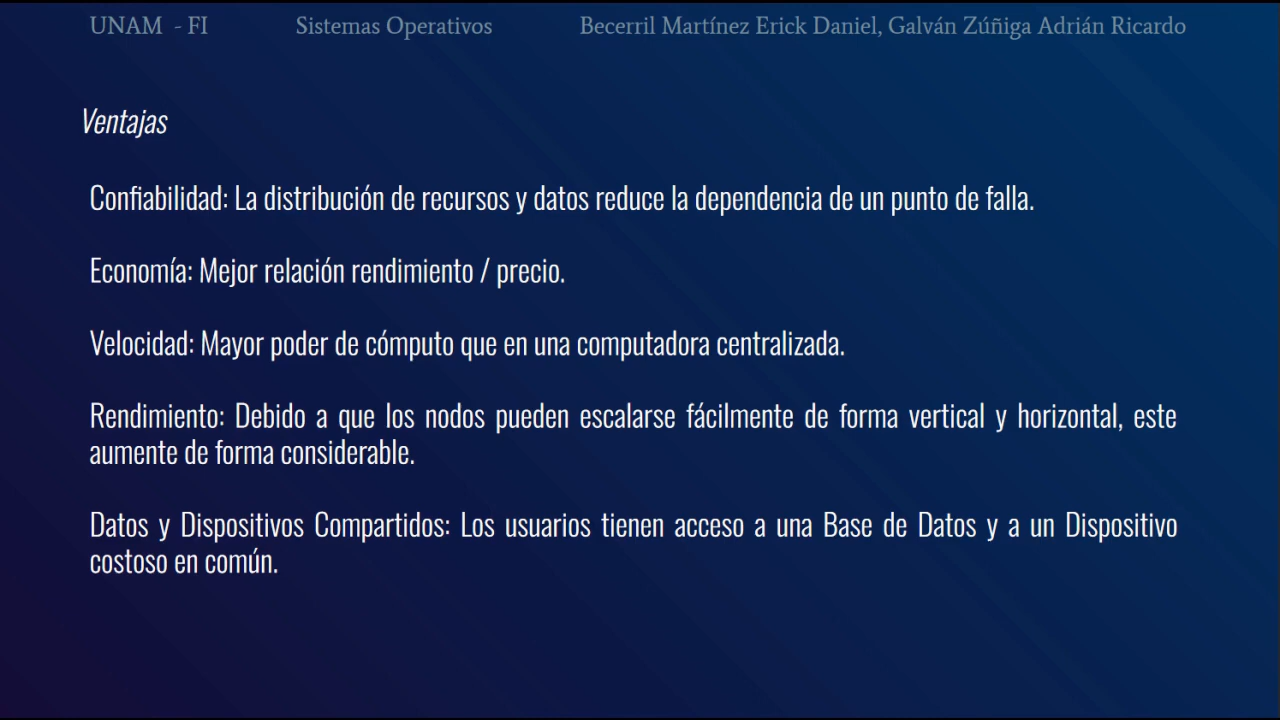 UNAM - FI Sistemas Operativos Becerril Martínez Erick Daniel, Galván Zúñiga Adrián Ricardo
Ventajas
Confiabilidad: La distribución de recursos y datos reduce la dependencia de un punto de falla.
Economía: Mejor relación rendimiento / precio.
Velocidad: Mayor poder de cómputo que en una computadora centralizada.
Rendimiento: Debido a que los nodos pueden escalarse fácilmente de forma vertical y horizontal, este
aumente de forma considerable.
Datos y Dispositivos Compartidos: Los usuarios tienen acceso a una Base de Datos y a un Dispositivo
costoso en común.